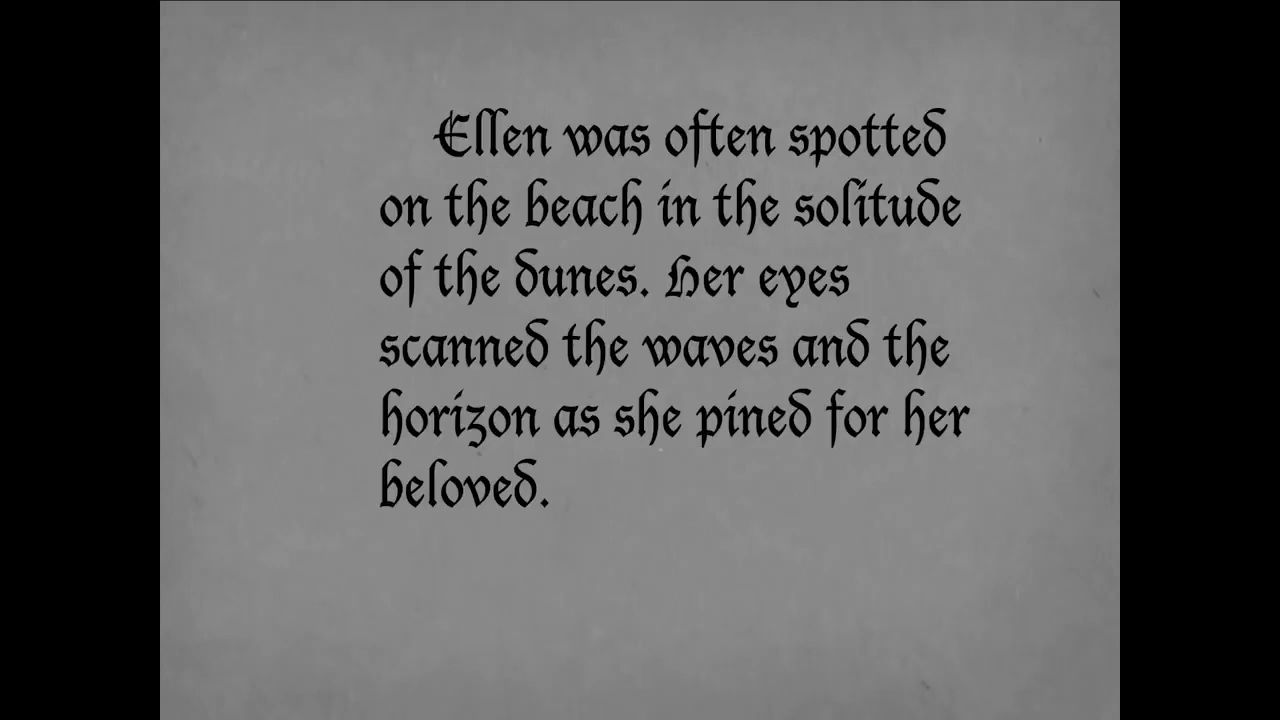 Ellen was often spotted
on the beach in the solitude
of the dunes. Her eyes
scanned the waves and the
horizon as she pined for her
beloved.